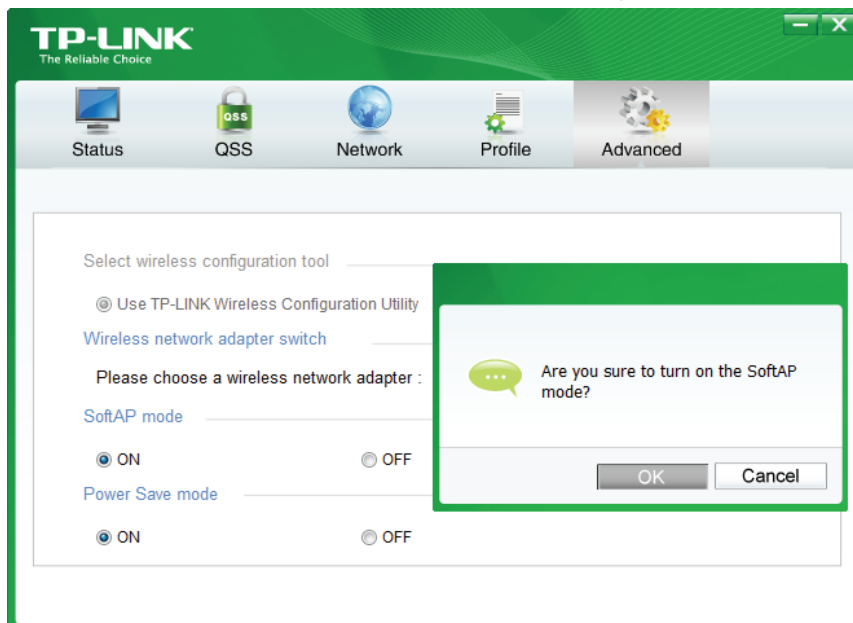 TP-LINK
The Reliable Choice
QSS
Status
QSS
Network
Profile
Advanced
Select wireless configuration tool
Use TP-LINK Wireless Configuration Utility
Wireless network adapter switch
Please choose a wireless network adapter :
SoftAP mode
ON
OFF
Power Save mode
ON
OFF
Are you sure to turn on the SoftAP
mode?
OK
Cancel